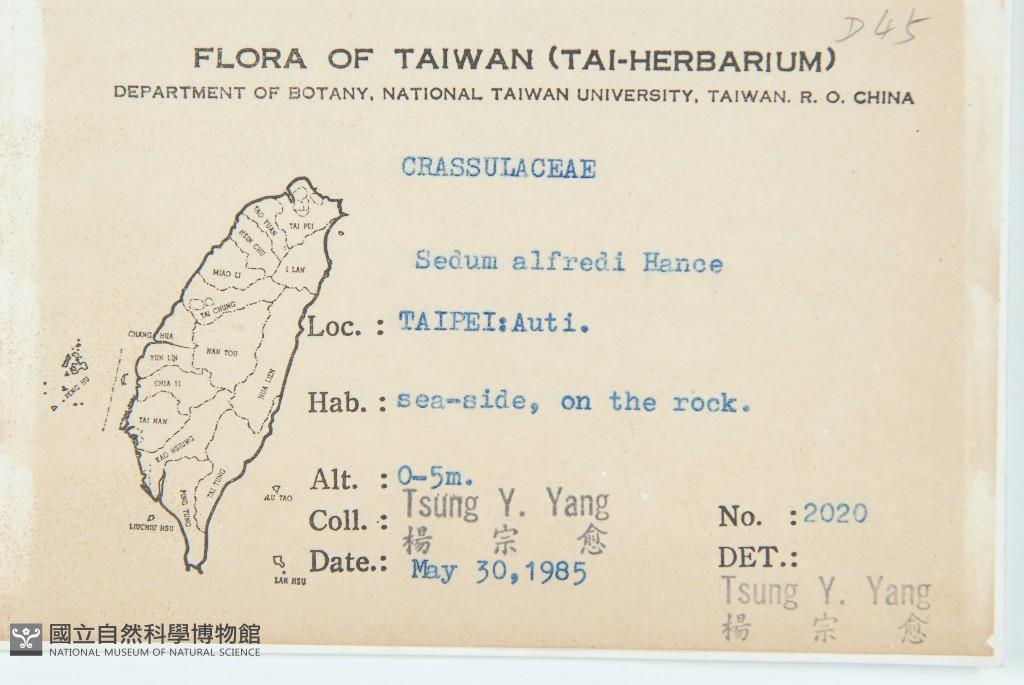 D45
FLORA OF TAIWAN (TAI-HERBARIUM)
DEPARTMENT OF BOTANY, NATIONAL TAIWAN UNIVERSITY, TAIWAN. R. O. CHINA
CRASSULACEAE
Sedum alfredi Hance
Loc. : TAIPEI:Auti.
Hab. : sea-side, on the rock.
Alt. : 0-5m.
Coll. : Tsung Y. Yang
楊 宗 愈
Date.: May 30,1985
No. :2020
DET.:
Tsung Y. Yang
楊 宗 愈
TAO YUAN
TAI PEI
HSIN CHU
I LAN
MIAO LI
TAI CHUNG
CHANG HUA
NAN TOU
YUN LIN
HUA LIEN
CHIA YI
PENG HU
TAI NAN
KAO HSIUNG
TAI TUNG
PING TUNG
LU TAO
LIUCHIU HSU
LAN HSU
國立自然科學博物館
NATIONAL MUSEUM OF NATURAL SCIENCE